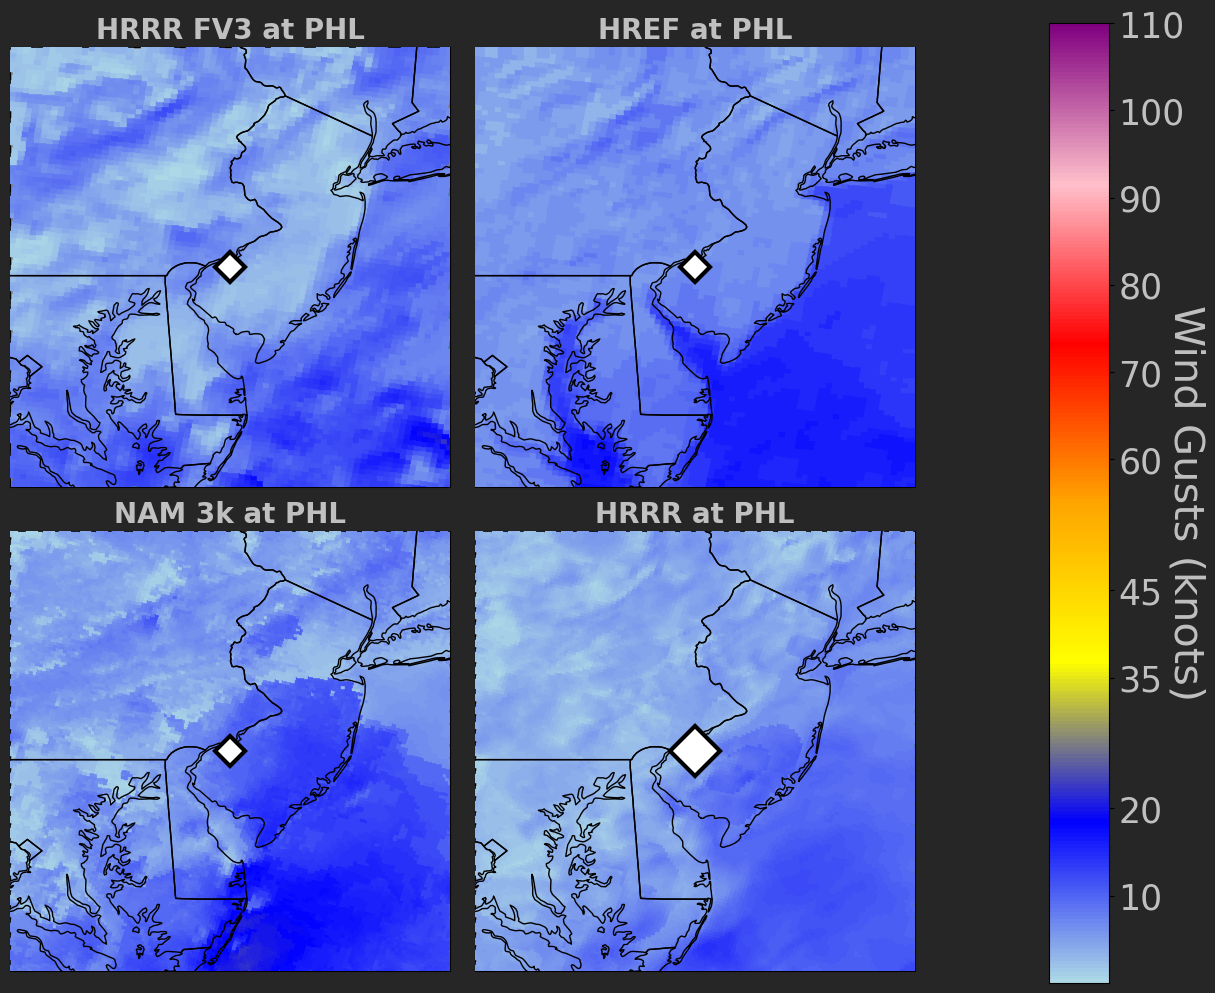 HRRR FV3 at PHL
HREF at PHL
NAM 3k at PHL
HRRR at PHL
110
100
90
80
70
60
45
35
20
10
Wind Gusts (knots)